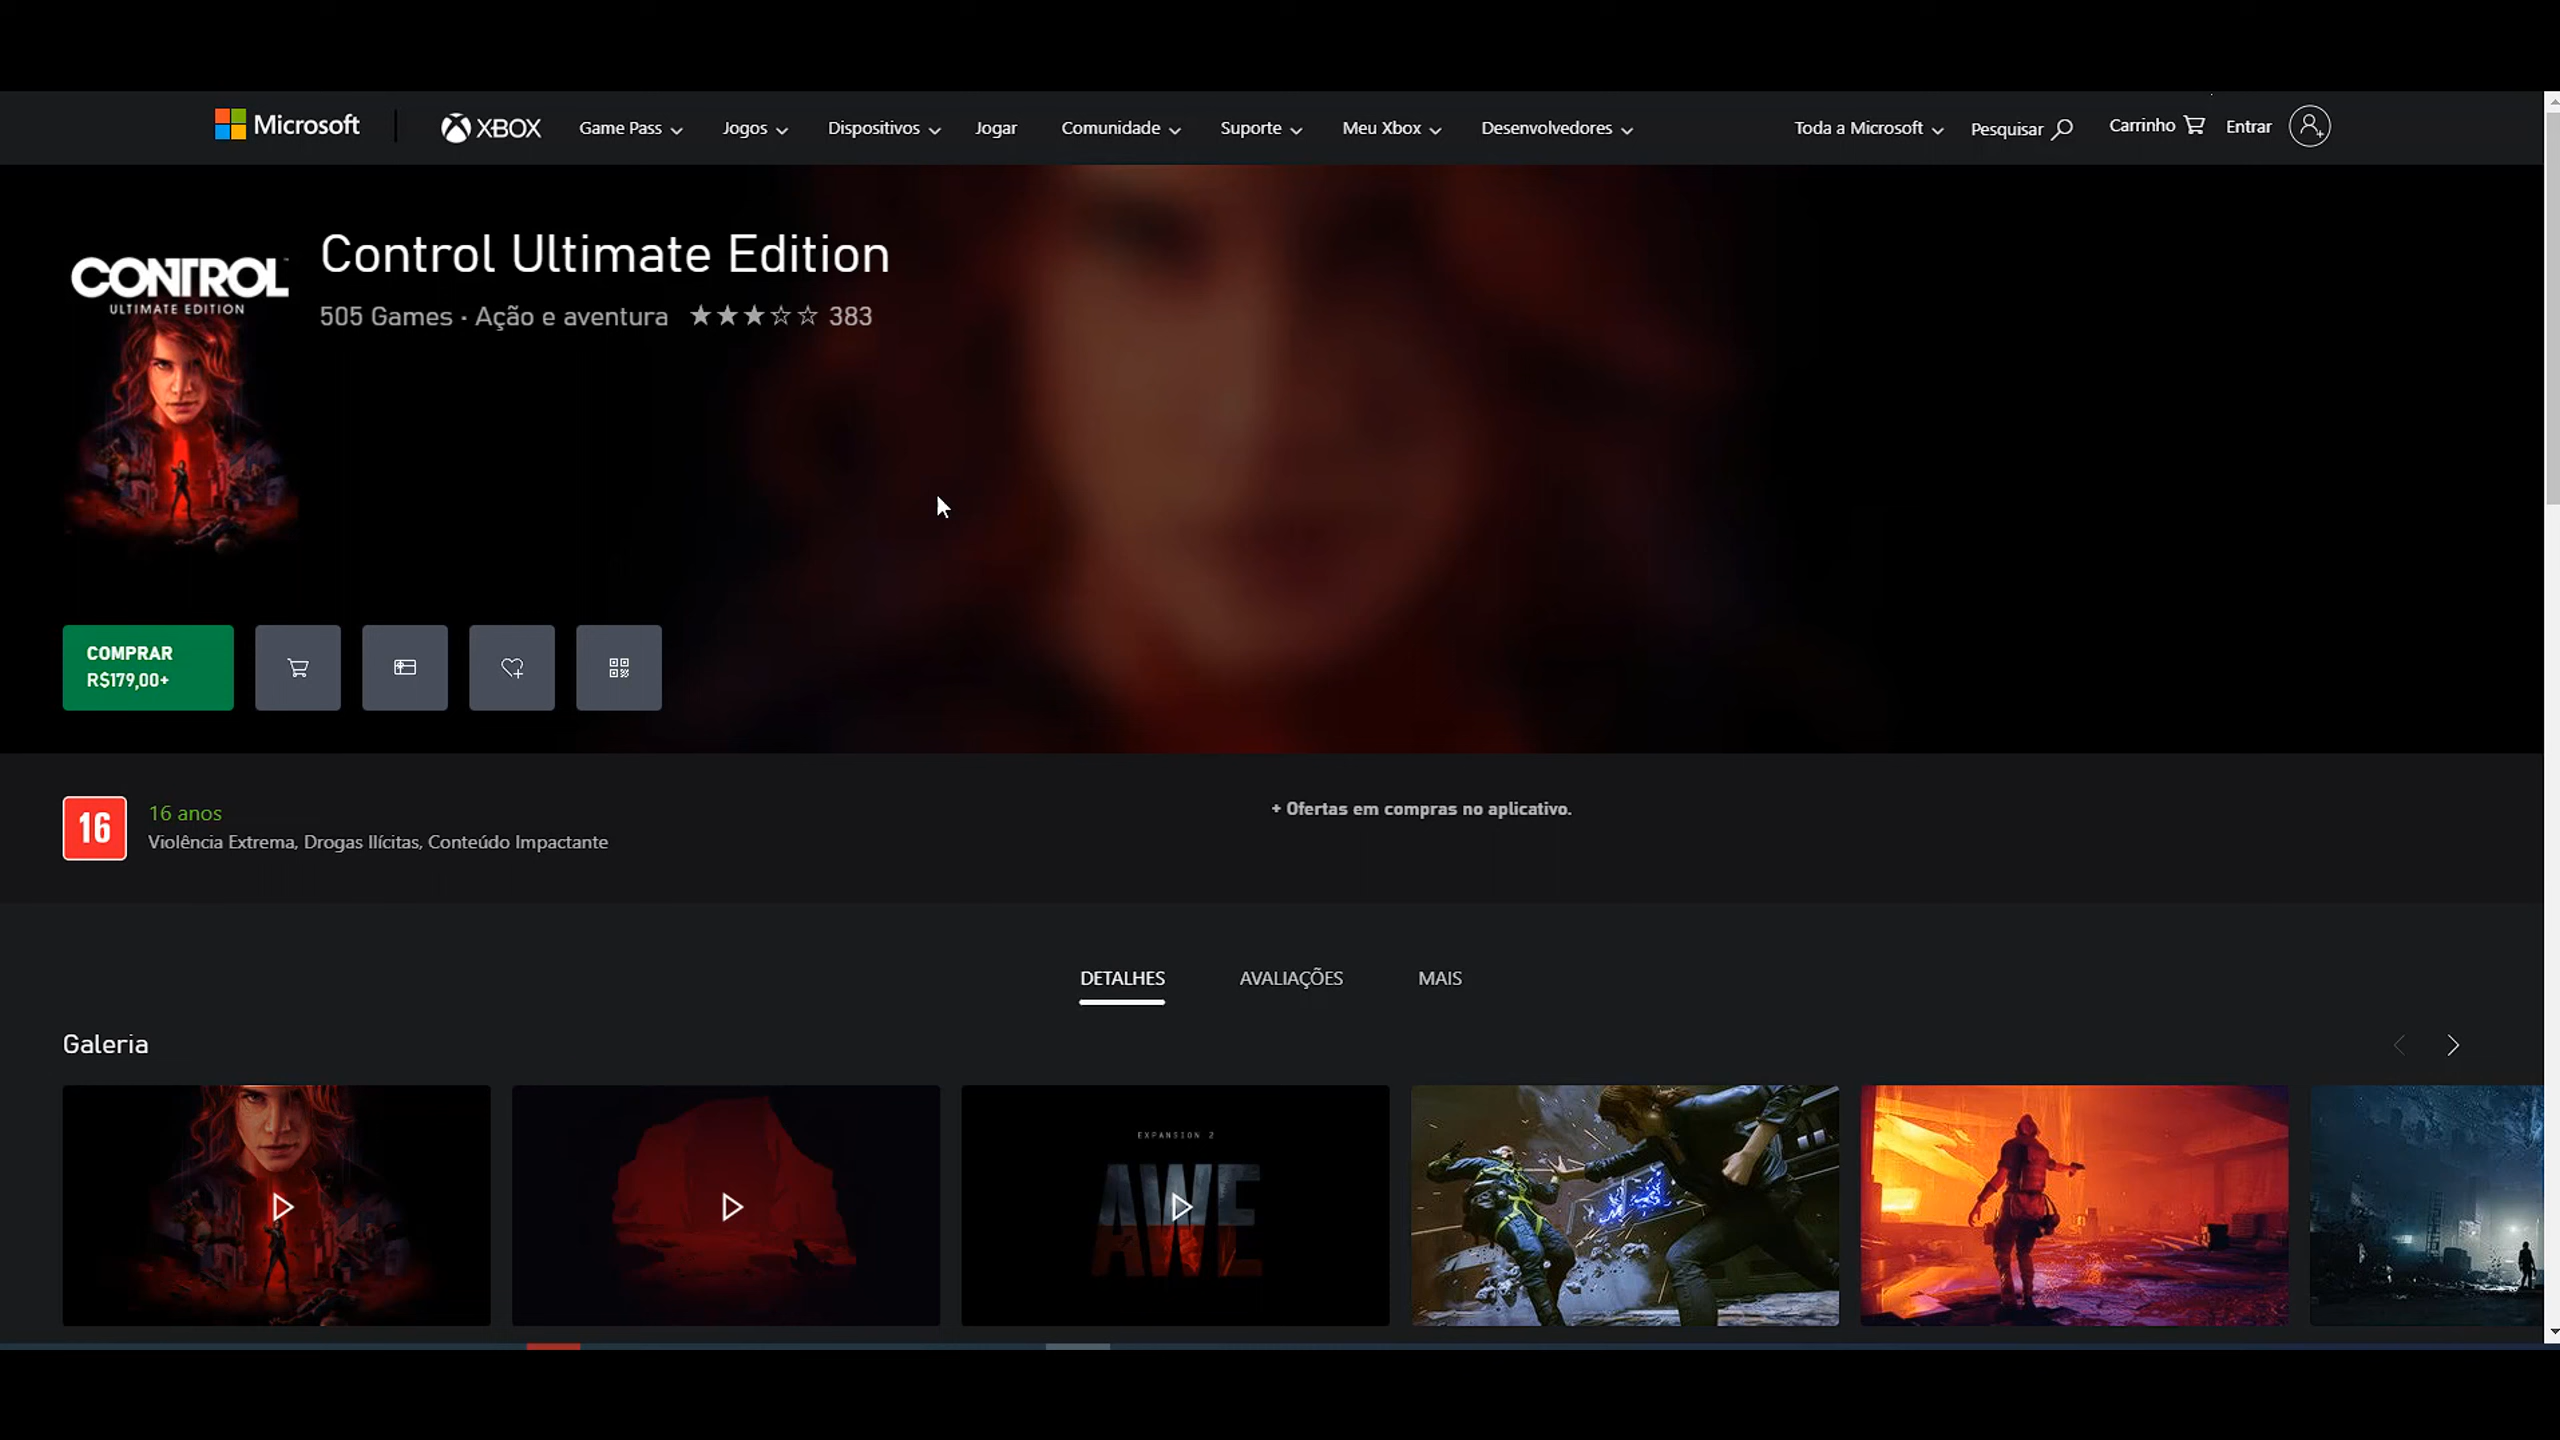 Microsoft
XBOX
Game Pass
Jogos
Dispositivos
Jogar
Comunidade
Suporte
Meu Xbox
Desenvolvedores
Toda a Microsoft
Pesquisar
Carrinho
Entrar
CONTROL
ULTIMATE EDITION
Control Ultimate Edition
505 Games • Ação e aventura ★★★☆☆ 383
COMPRAR
R$179,00+
16
16 anos
Violência Extrema, Drogas Ilícitas, Conteúdo Impactante
+ Ofertas em compras no aplicativo.
DETALHES
AVALIAÇÕES
MAIS
Galeria
EXPANSION 2
AWE